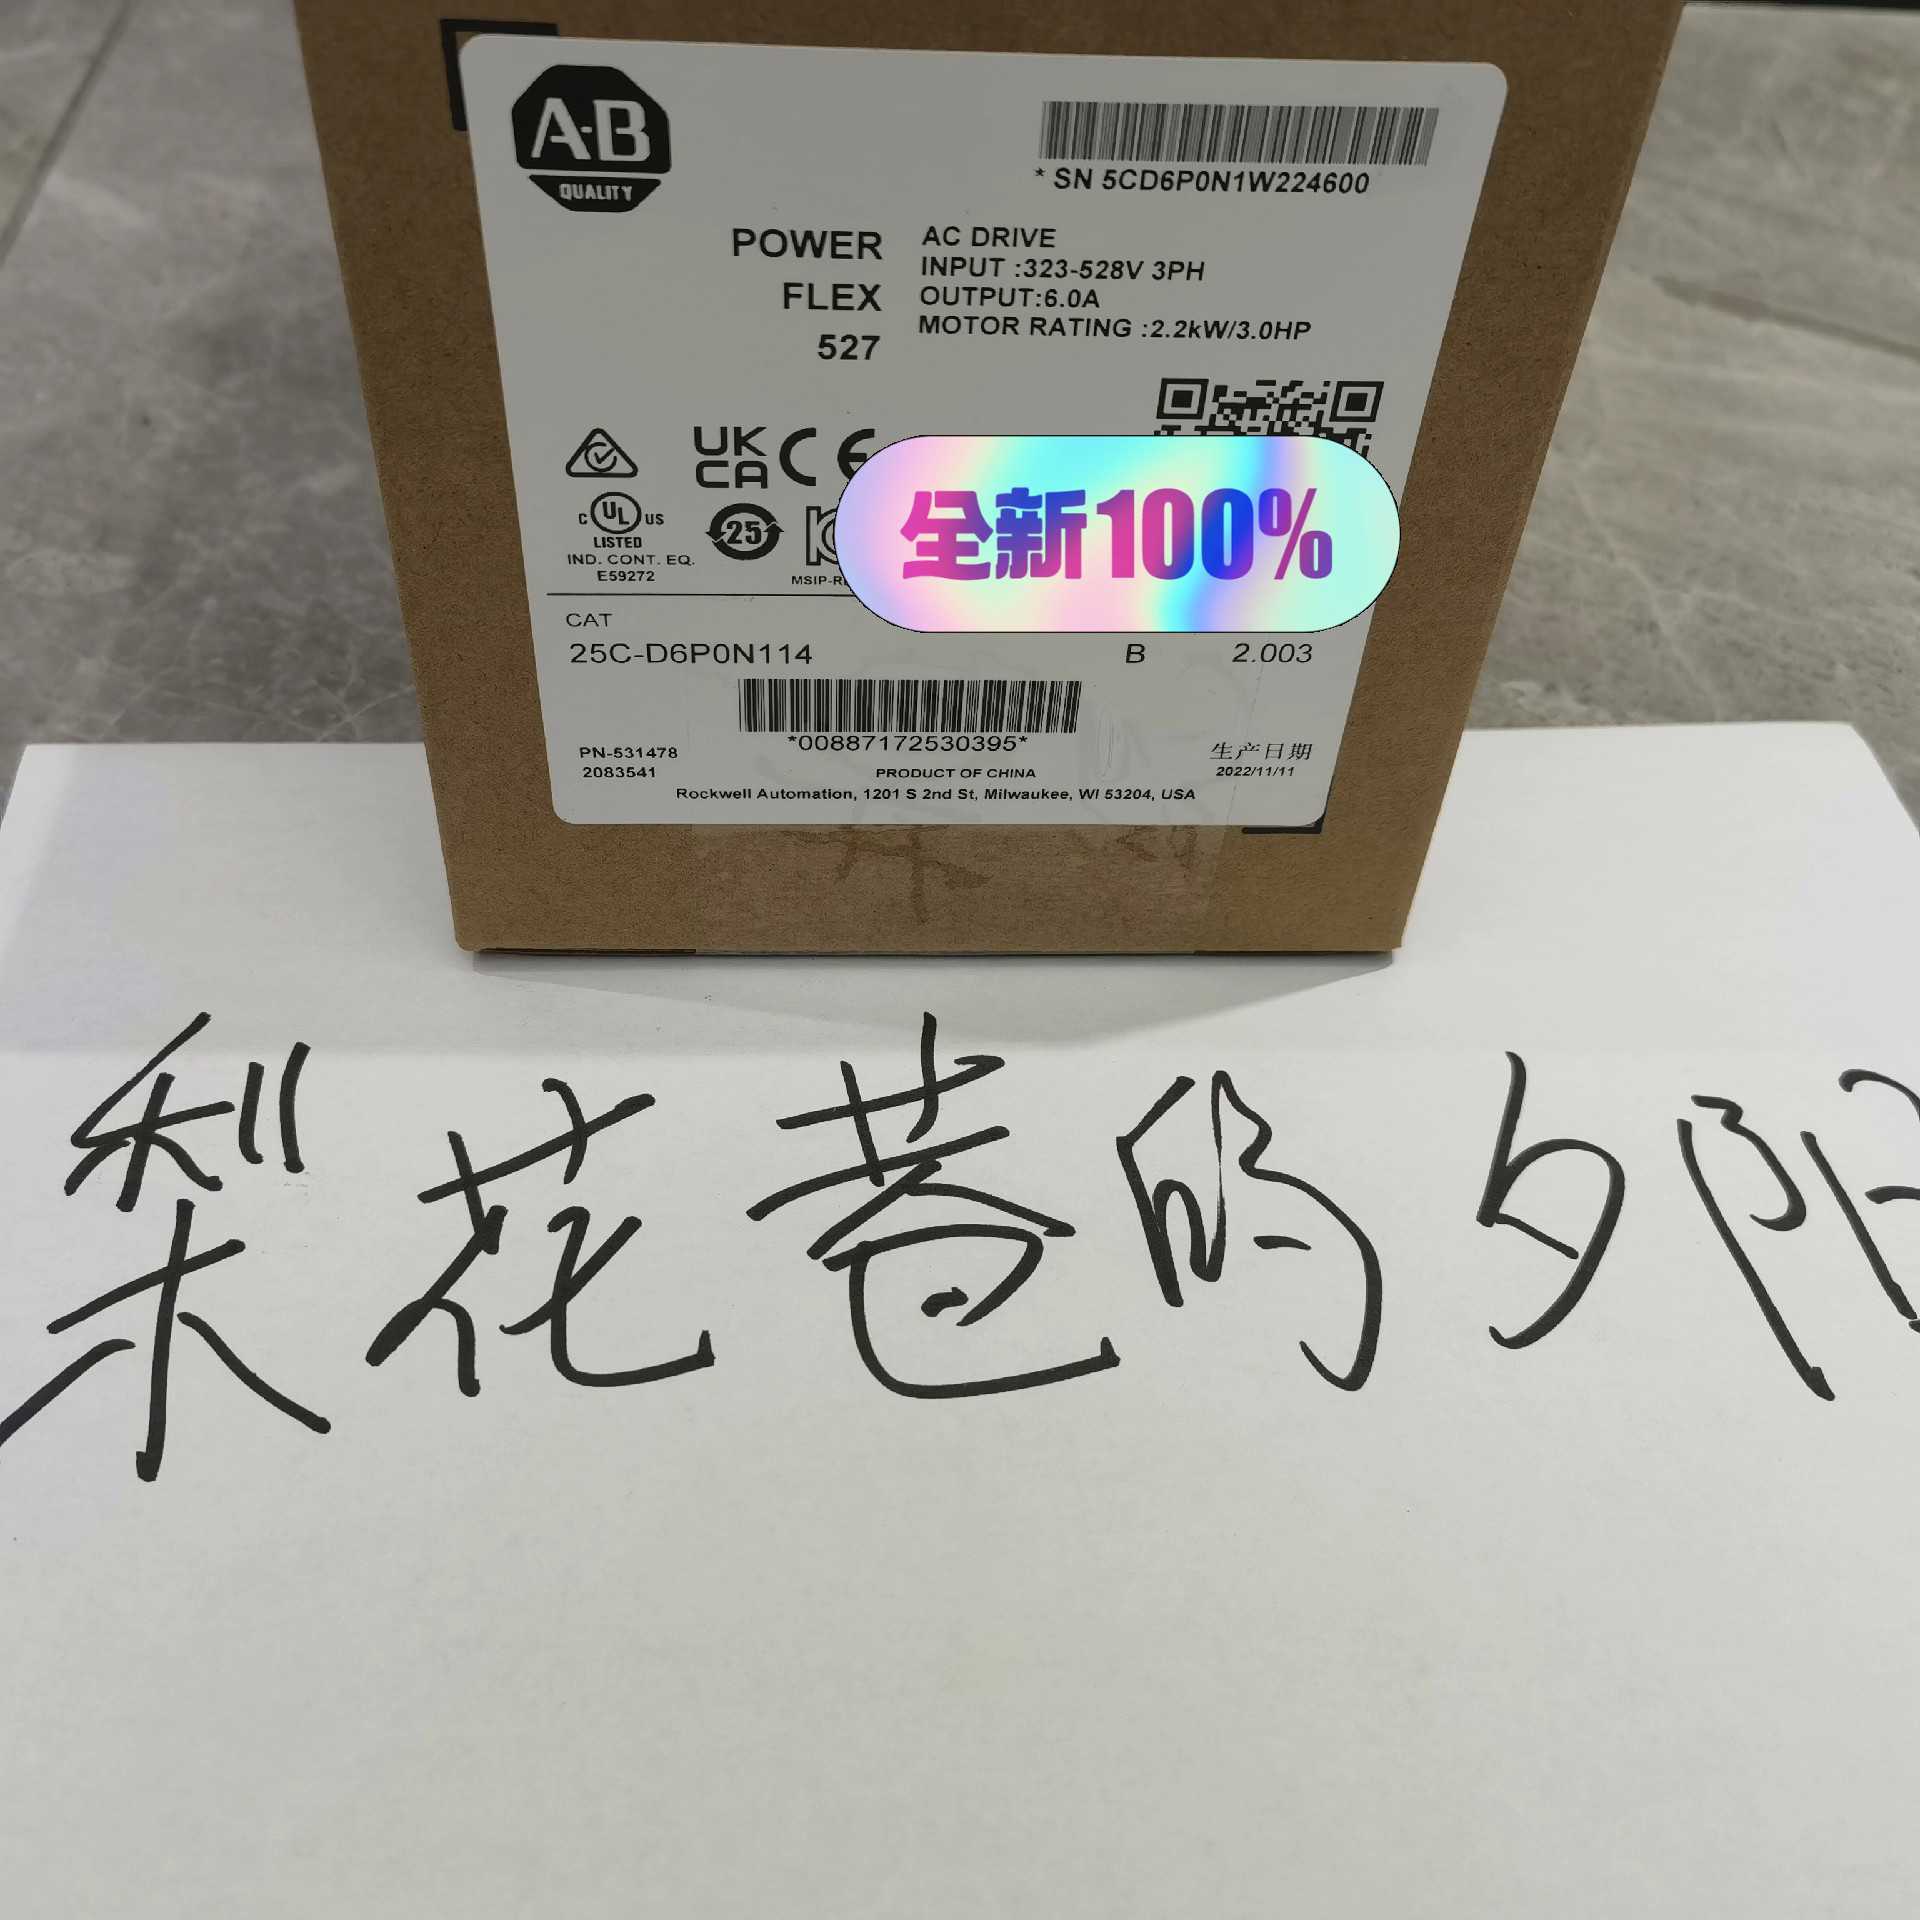 A-B
QUALITY
* SN 5CD6P0N1W224600
POWER
FLEX
527
AC DRIVE
INPUT :323-528V 3PH
OUTPUT:6.0A
MOTOR RATING :2.2kW/3.0HP
UK
CA
CE
C UL US
LISTED
IND. CONT. EQ.
E59272
25
全新100%
CAT
25C-D6P0N114
B
2.003
*00887172530395*
PN-531478
2083541
PRODUCT OF CHINA
生产日期
2022/11/11
Rockwell Automation, 1201 S 2nd St, Milwaukee, WI 53204, USA
梨花巷的夕阳